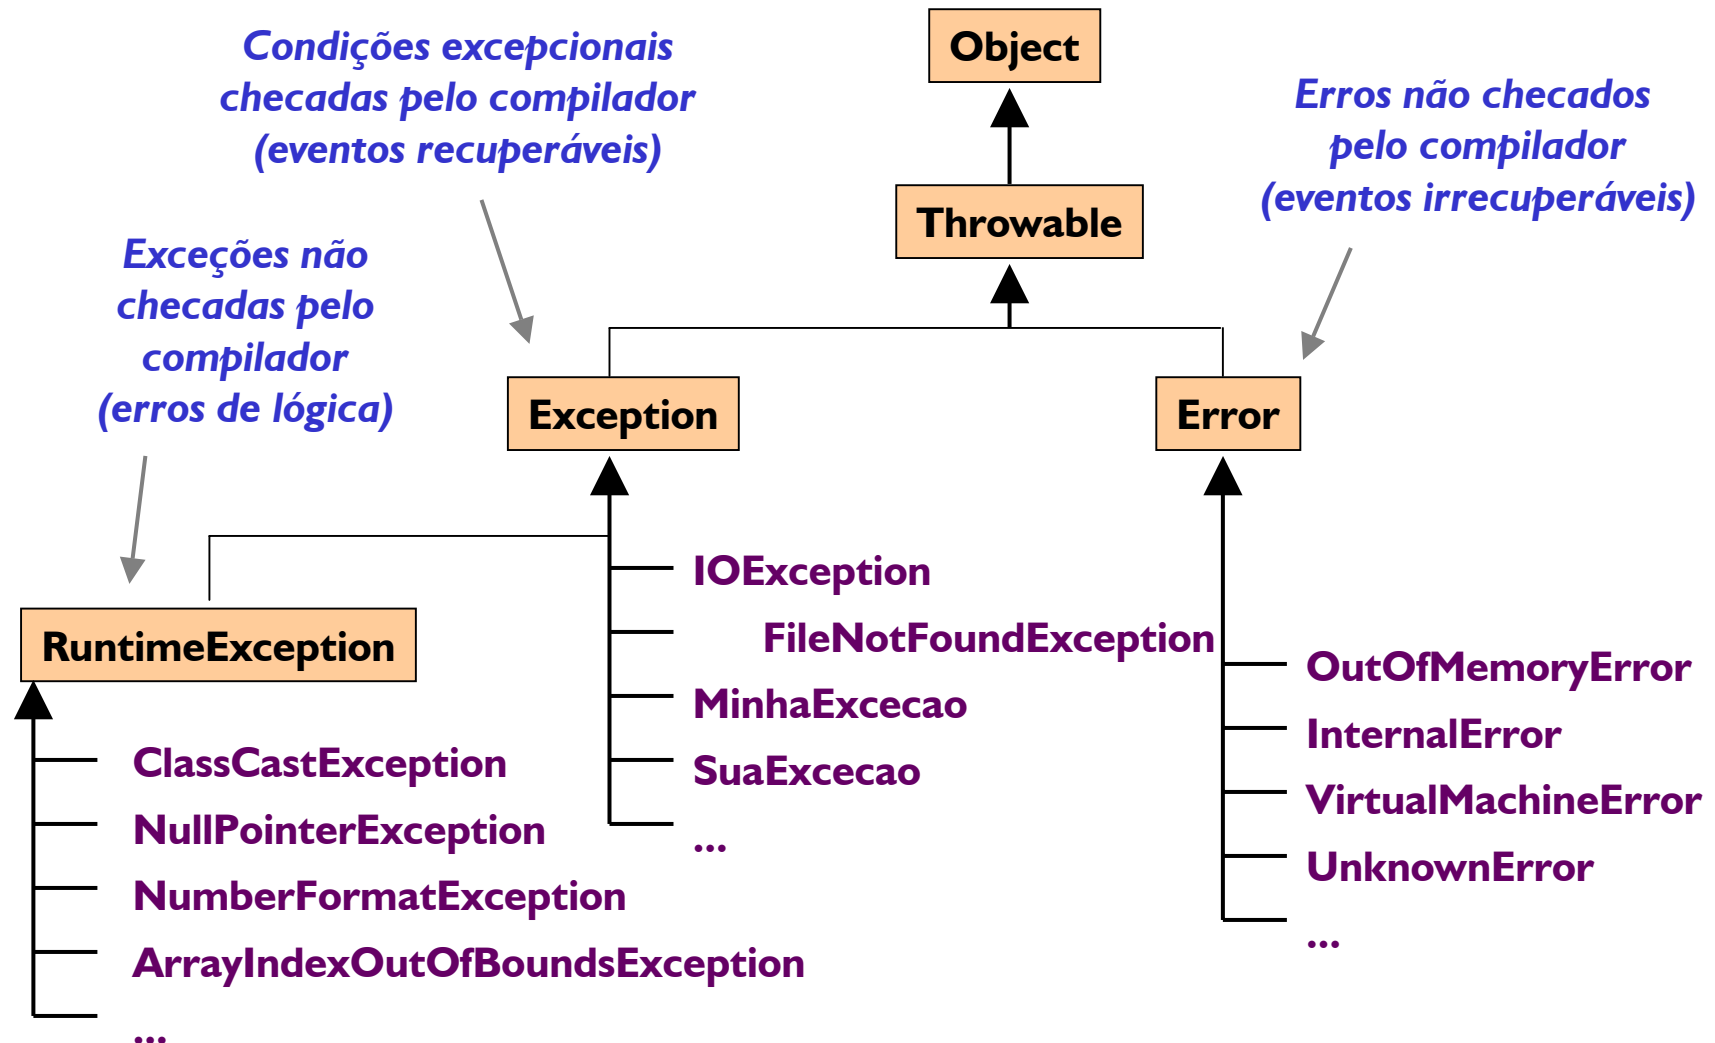 Condições excepcionais
checadas pelo compilador
(eventos recuperáveis)
Object
Erros não checados
pelo compilador
(eventos irrecuperáveis)
Throwable
Exceções não
checadas pelo
compilador
(erros de lógica)
Exception
Error
RuntimeException
IOException
FileNotFoundException
MinhaExcecao
SuaExcecao
...
OutOfMemoryError
InternalError
VirtualMachineError
UnknownError
...
ClassCastException
NullPointerException
NumberFormatException
ArrayIndexOutOfBoundsException
...